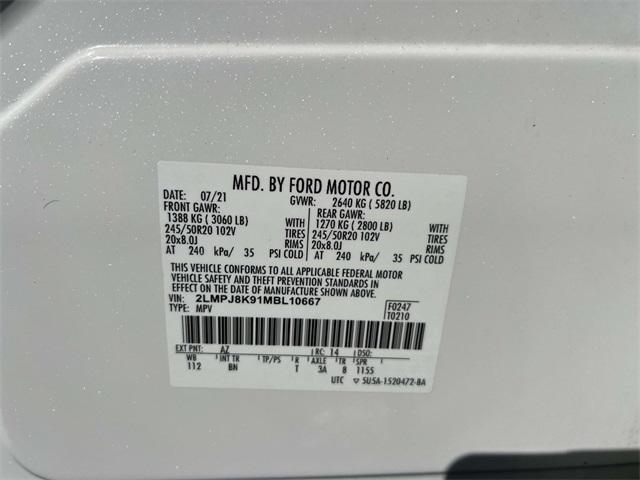 MFD. BY FORD MOTOR CO.
DATE: 07/21 GVWR: 2640 KG ( 5820 LB)
FRONT GAWR: REAR GAWR:
1388 KG ( 3060 LB) WITH 1270 KG ( 2800 LB) WITH
245/50R20 102V TIRES 245/50R20 102V TIRES
20x8.0J RIMS 20x8.0J RIMS
AT 240 kPa/ 35 PSI COLD AT 240 kPa/ 35 PSI COLD
THIS VEHICLE CONFORMS TO ALL APPLICABLE FEDERAL MOTOR
VEHICLE SAFETY AND THEFT PREVENTION STANDARDS IN
EFFECT ON THE DATE OF MANUFACTURE SHOWN ABOVE.
VIN: 2LMPJ8K91MBL10667 F0247
TYPE: MPV T0210
EXT PNT: AZ RC: 14 DSO:
WB INT TR TP/PS R AXLE TR SPR
112 BN T 3A 8 1155
UTC ▽ 5U5A-1520472-BA